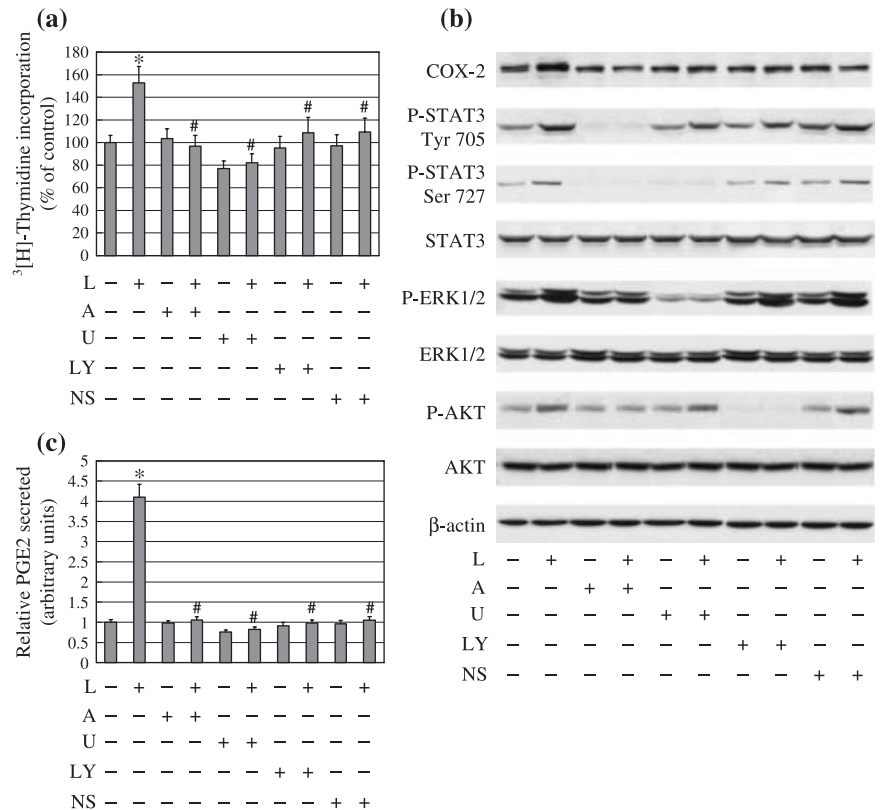 (a)
³[H]-Thymidine incorporation
(% of control)
180
160
140
120
100
80
60
40
20
0
*
#
#
#
#
L – + – + – + – + – +
A – – + + – – – – – –
U – – – – + + – – – –
LY – – – – – – + + – –
NS – – – – – – – – + +
(b)
COX-2
P-STAT3
Tyr 705
P-STAT3
Ser 727
STAT3
P-ERK1/2
ERK1/2
P-AKT
AKT
β-actin
L – + – + – + – + – +
A – – + + – – – – – –
U – – – – + + – – – –
LY – – – – – – + + – –
NS – – – – – – – – + +
(c)
Relative PGE2 secreted
(arbitrary units)
5
4.5
4
3.5
3
2.5
2
1.5
1
0.5
0
*
#
#
#
#
L – + – + – + – + – +
A – – + + – – – – – –
U – – – – + + – – – –
LY – – – – – – + + – –
NS – – – – – – – – + +